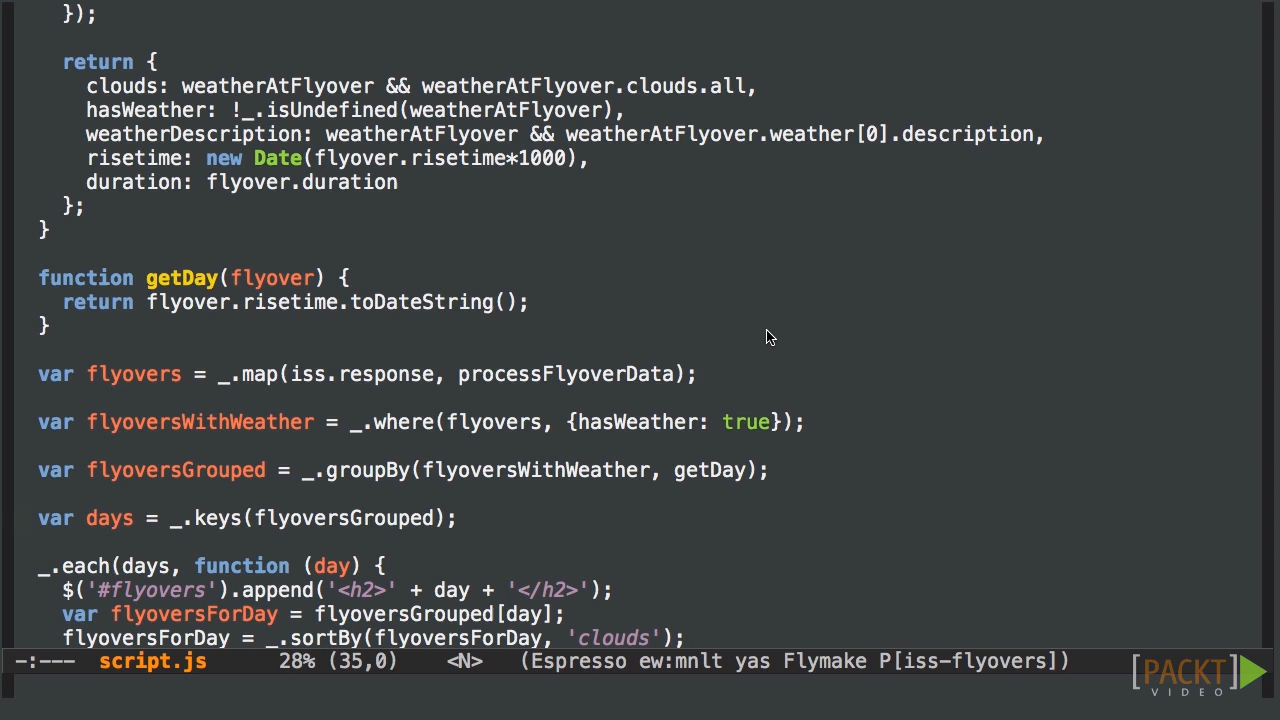 });

  return {
    clouds: weatherAtFlyover && weatherAtFlyover.clouds.all,
    hasWeather: !_.isUndefined(weatherAtFlyover),
    weatherDescription: weatherAtFlyover && weatherAtFlyover.weather[0].description,
    risetime: new Date(flyover.risetime*1000),
    duration: flyover.duration
  };
}

function getDay(flyover) {
  return flyover.risetime.toDateString();
}

var flyovers = _.map(iss.response, processFlyoverData);

var flyoversWithWeather = _.where(flyovers, {hasWeather: true});

var flyoversGrouped = _.groupBy(flyoversWithWeather, getDay);

var days = _.keys(flyoversGrouped);

_.each(days, function (day) {
  $('#flyovers').append('<h2>' + day + '</h2>');
  var flyoversForDay = flyoversGrouped[day];
  flyoversForDay = _.sortBy(flyoversForDay, 'clouds');
-:--- script.js 28% (35,0) <N> (Espresso ew:mnlt yas Flymake P[iss-flyovers])
[PACKT]
VIDEO